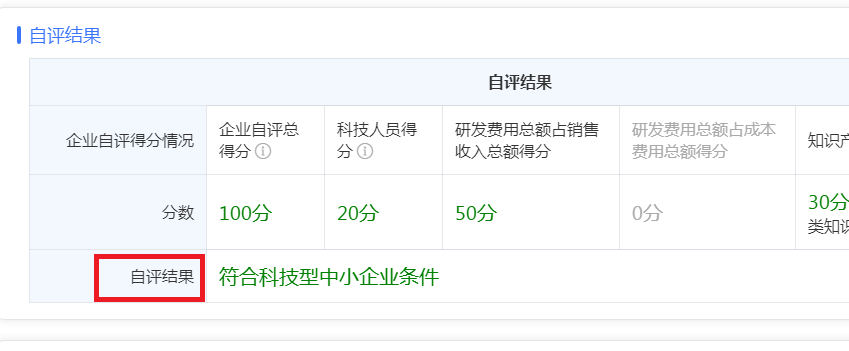 自评结果
自评结果
企业自评得分情况
企业自评总
得分
科技人员得
分
研发费用总额占销售
收入总额得分
研发费用总额占成本
费用总额得分
知识产
分数
100分
20分
50分
0分
30分
类知识
自评结果
符合科技型中小企业条件